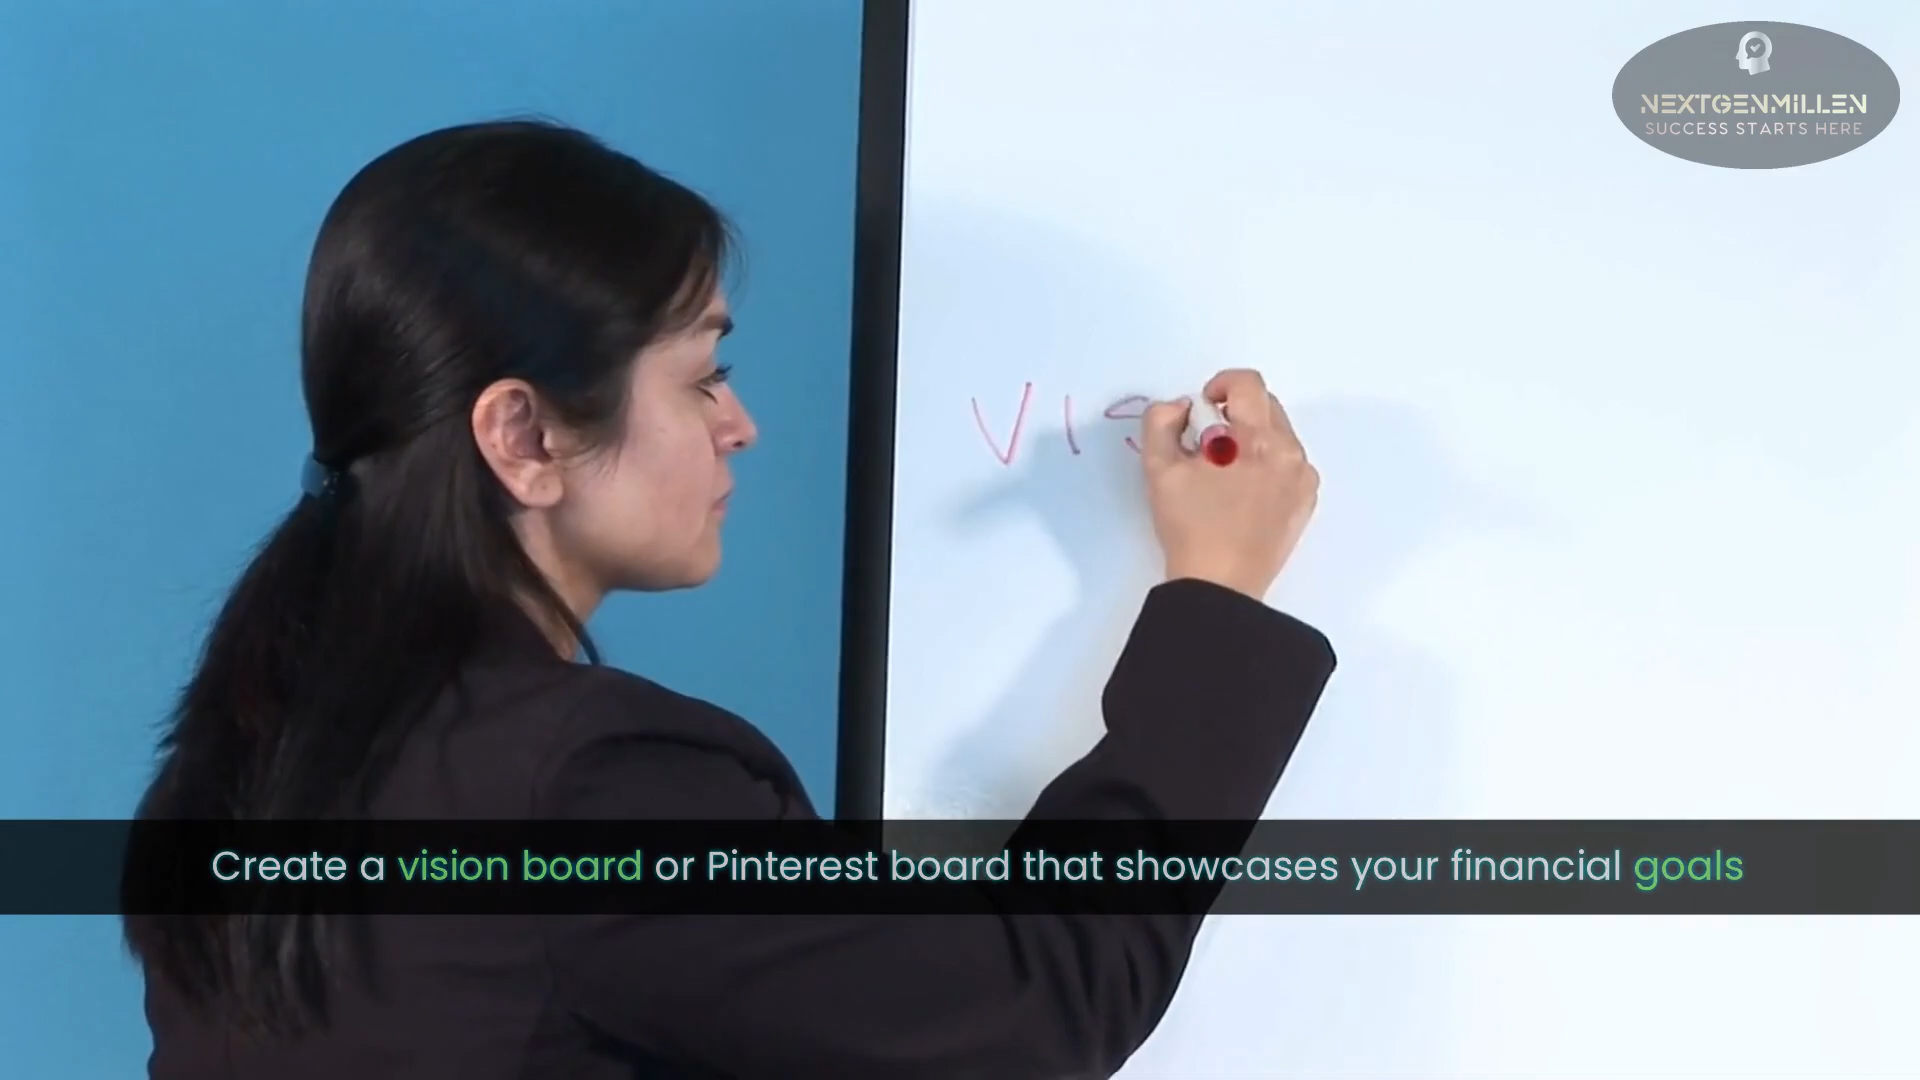 NEXTGENMILLEN
SUCCESS STARTS HERE
VIS
Create a vision board or Pinterest board that showcases your financial goals